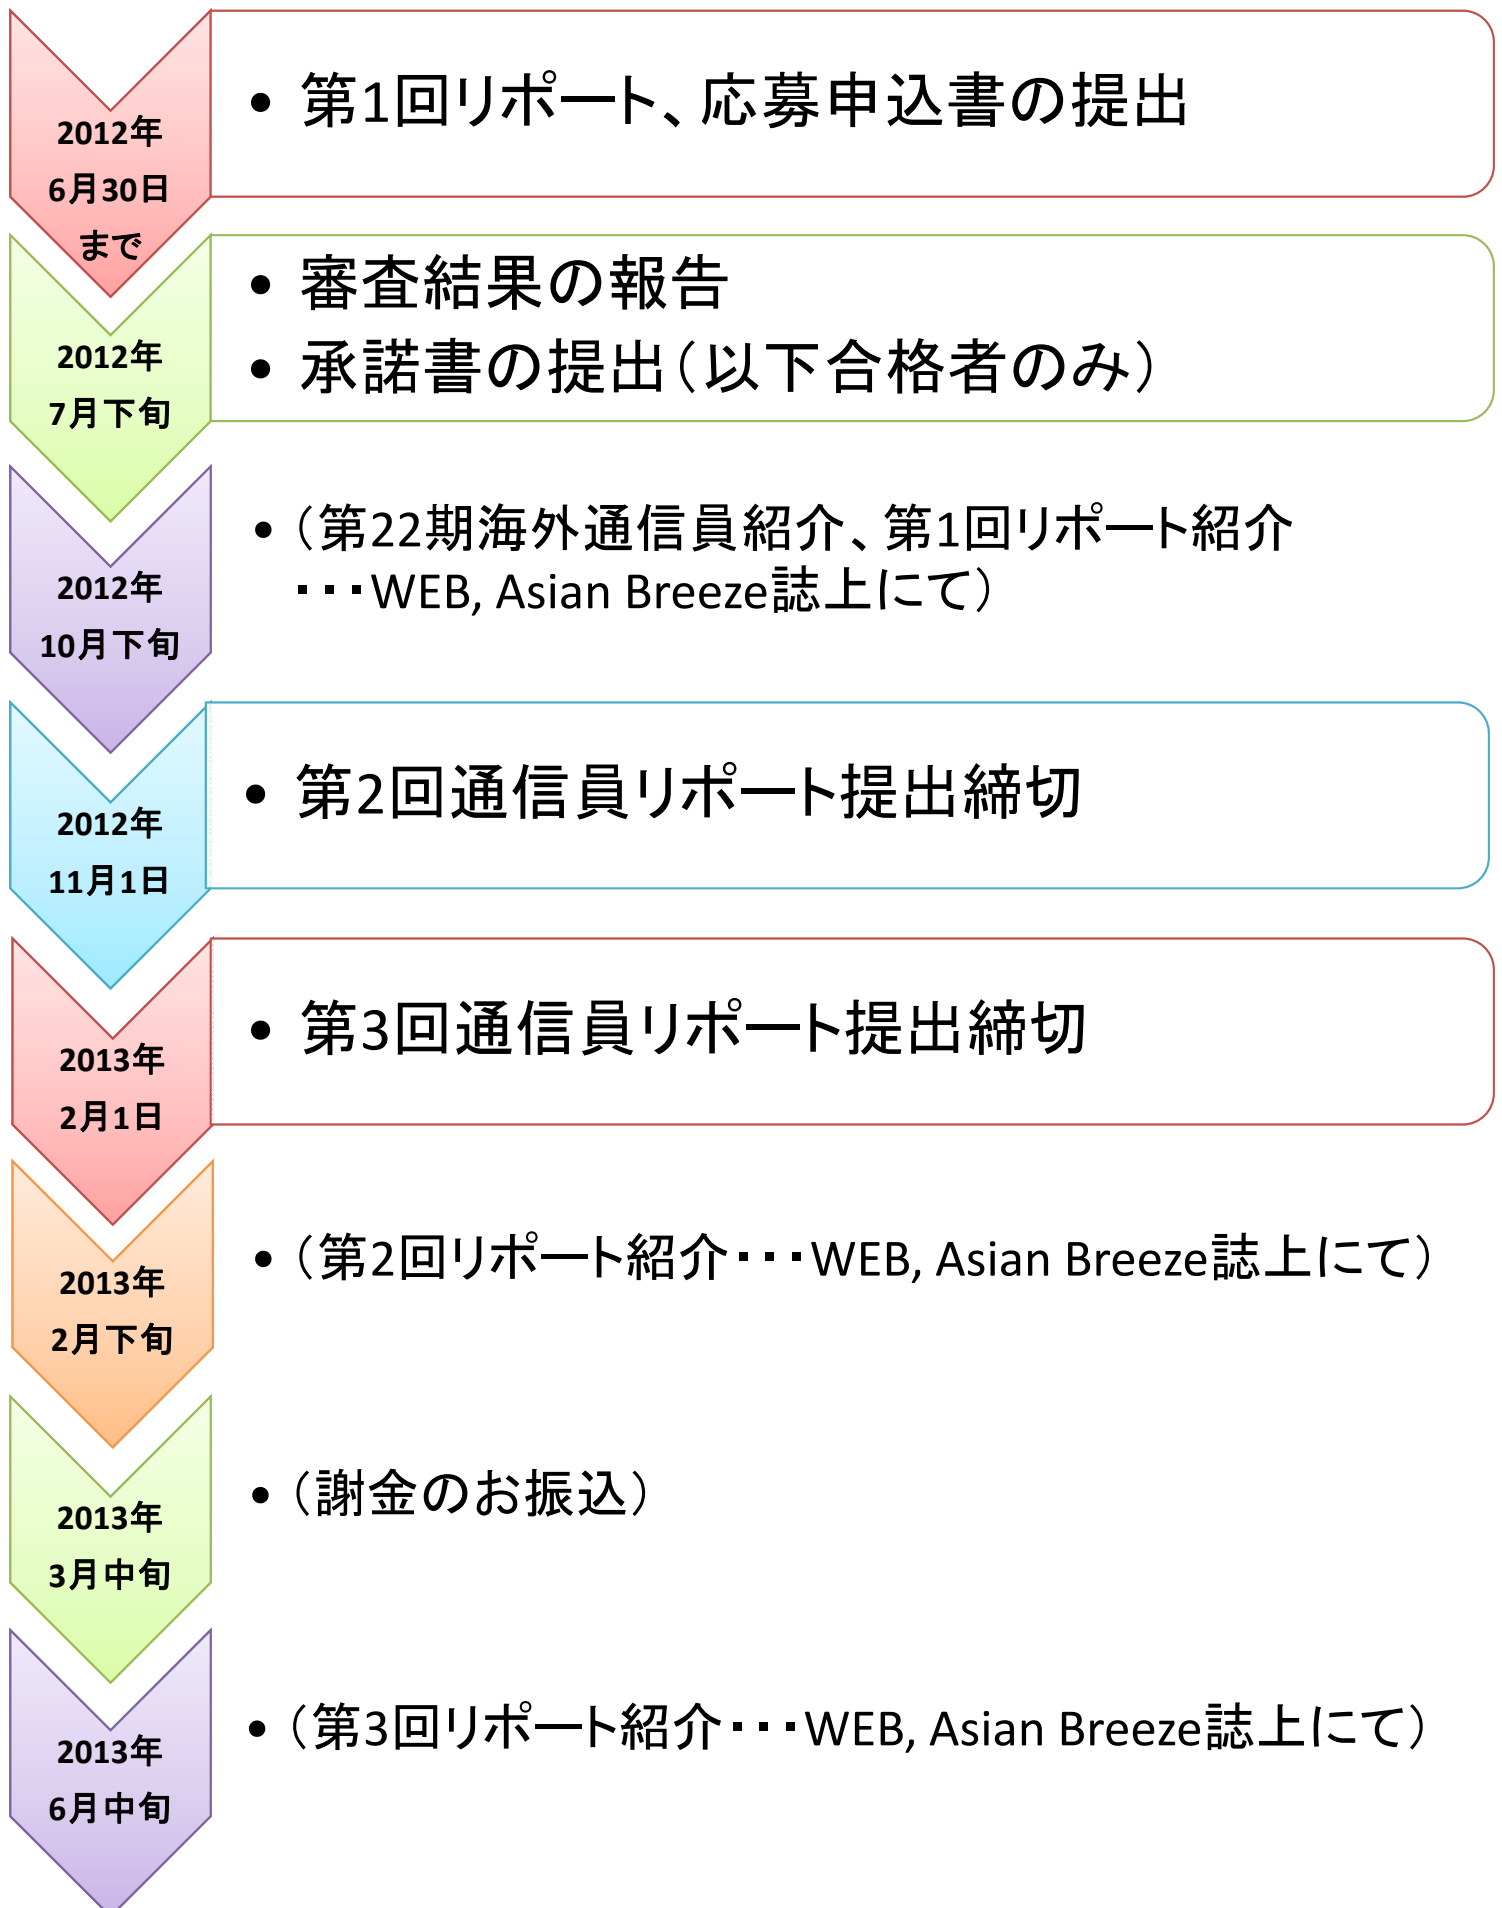 2012年
6月30日
まで
• 第1回リポート、応募申込書の提出
2012年
7月下旬
• 審査結果の報告
• 承諾書の提出（以下合格者のみ）
2012年
10月下旬
• （第22期海外通信員紹介、第1回リポート紹介
・・・WEB, Asian Breeze誌上にて）
2012年
11月1日
• 第2回通信員リポート提出締切
2013年
2月1日
• 第3回通信員リポート提出締切
2013年
2月下旬
• （第2回リポート紹介・・・WEB, Asian Breeze誌上にて）
2013年
3月中旬
• （謝金のお振込）
2013年
6月中旬
• （第3回リポート紹介・・・WEB, Asian Breeze誌上にて）